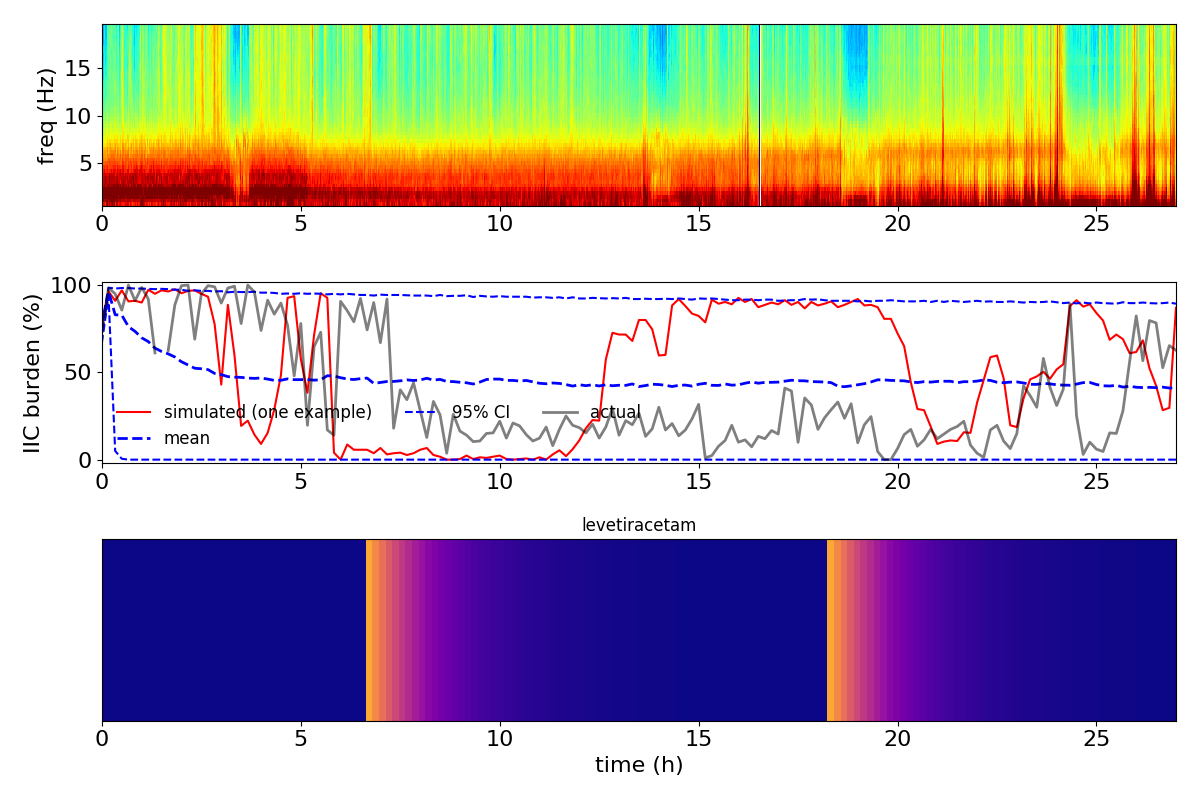 freq (Hz)
15
10
5
0 5 10 15 20 25
IIC burden (%)
100
50
0
simulated (one example)
mean
95% CI
actual
0 5 10 15 20 25
levetiracetam
0 5 10 15 20 25
time (h)